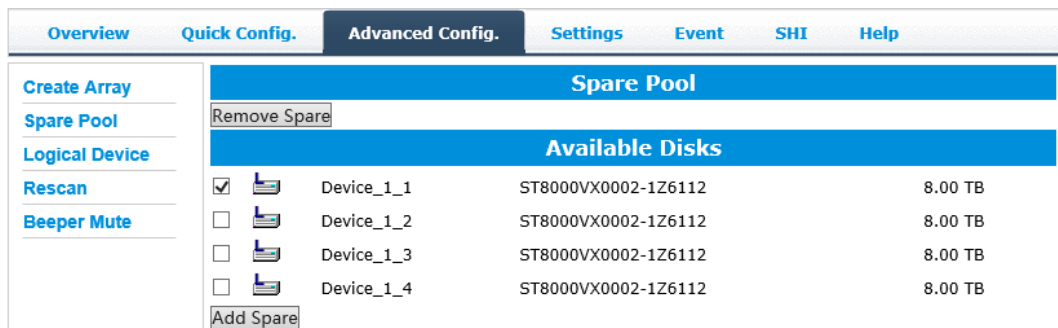 Overview Quick Config. Advanced Config. Settings Event SHI Help
Create Array
Spare Pool
Logical Device
Rescan
Beeper Mute
Spare Pool
Remove Spare
Available Disks
Device_1_1 ST8000VX0002-1Z6112 8.00 TB
Device_1_2 ST8000VX0002-1Z6112 8.00 TB
Device_1_3 ST8000VX0002-1Z6112 8.00 TB
Device_1_4 ST8000VX0002-1Z6112 8.00 TB
Add Spare